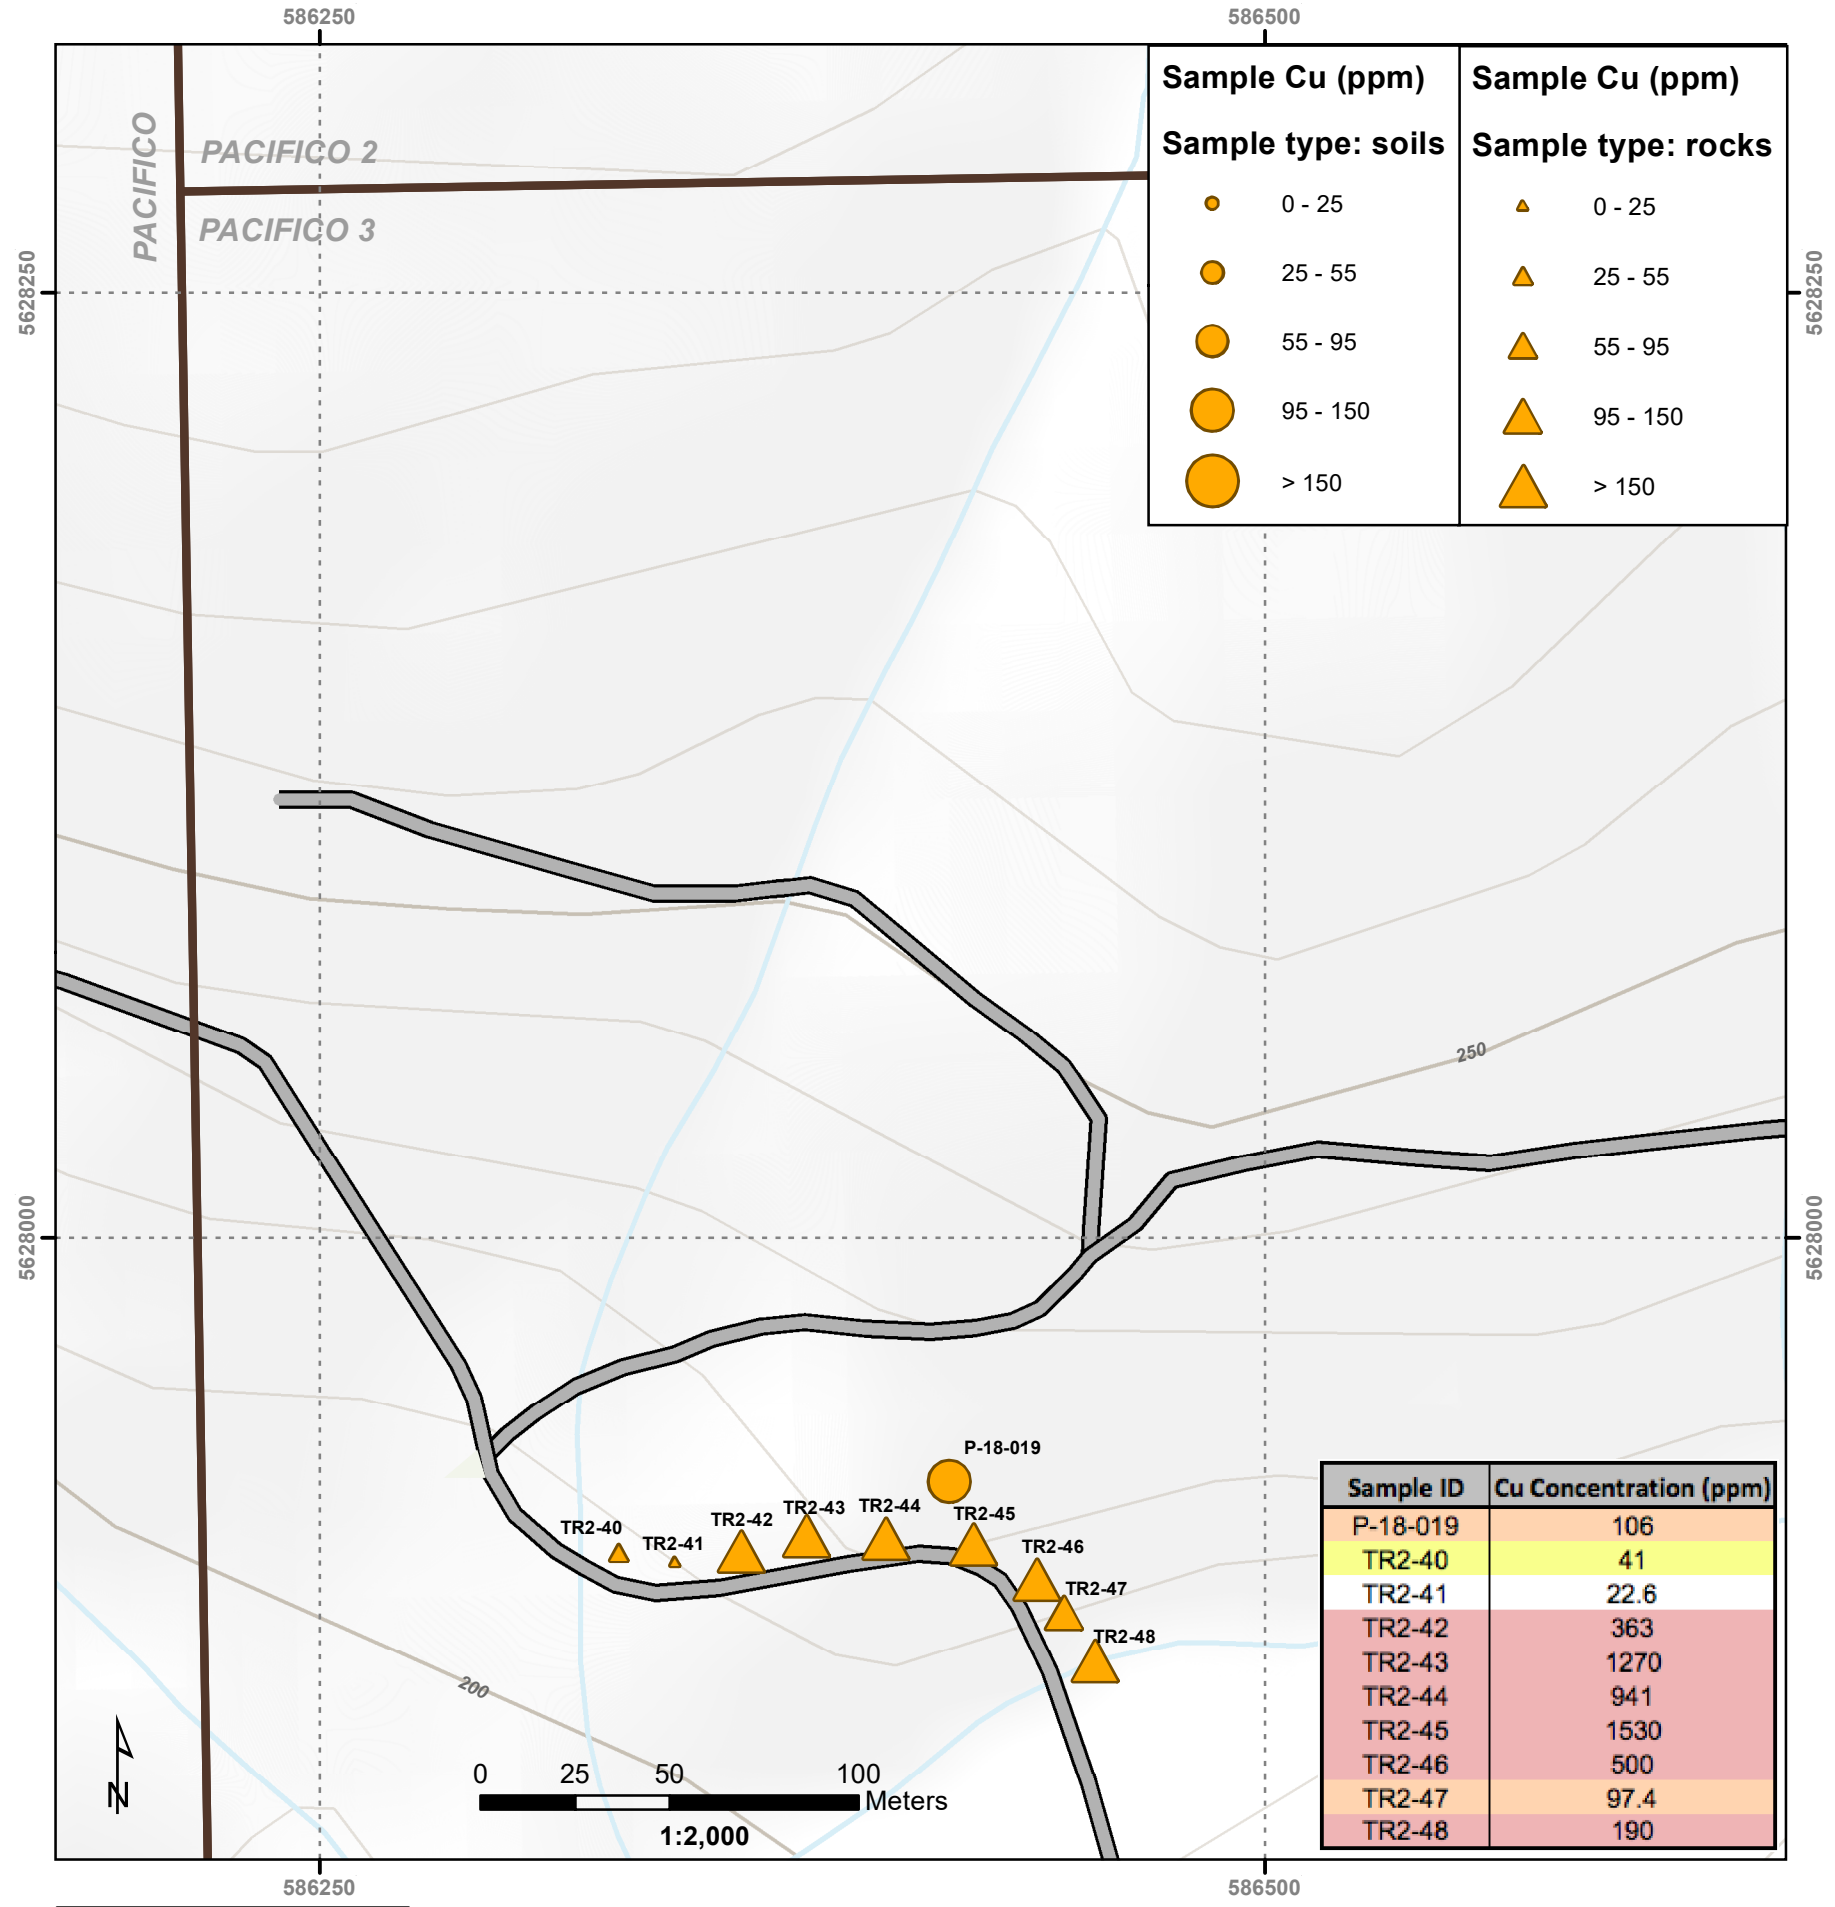 586250 586500
Sample Cu (ppm) Sample Cu (ppm)
Sample type: soils Sample type: rocks
0 - 25 0 - 25
25 - 55 25 - 55
55 - 95 55 - 95
95 - 150 95 - 150
> 150 > 150
PACIFICO
PACIFICO 2
PACIFICO 3
5628250 5628250
250
5628000 5628000
P-18-019
TR2-40
TR2-41
TR2-42
TR2-43
TR2-44
TR2-45
TR2-46
TR2-47
TR2-48
200
N
0 25 50 100
Meters
1:2,000
Sample ID Cu Concentration (ppm)
P-18-019 106
TR2-40 41
TR2-41 22.6
TR2-42 363
TR2-43 1270
TR2-44 941
TR2-45 1530
TR2-46 500
TR2-47 97.4
TR2-48 190
586250 586500